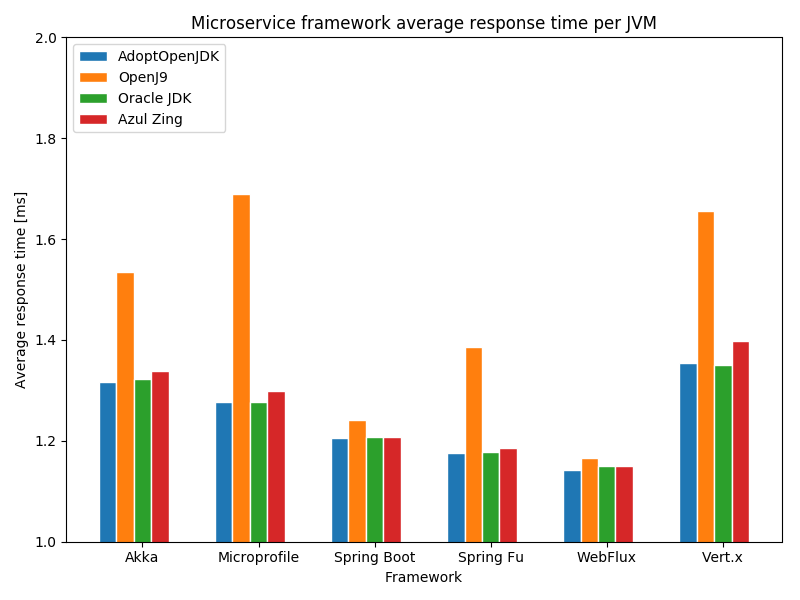 Microservice framework average response time per JVM
AdoptOpenJDK
OpenJ9
Oracle JDK
Azul Zing
Average response time [ms]
2.0
1.8
1.6
1.4
1.2
1.0
Akka
Microprofile
Spring Boot
Spring Fu
WebFlux
Vert.x
Framework